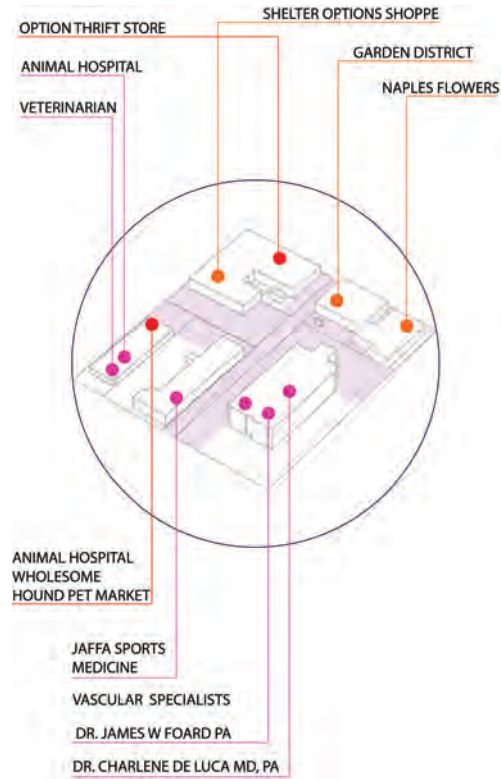 SHELTER OPTIONS SHOPPE
OPTION THRIFT STORE
GARDEN DISTRICT
ANIMAL HOSPITAL
NAPLES FLOWERS
VETERINARIAN
ANIMAL HOSPITAL
WHOLESOME
HOUND PET MARKET
JAFFA SPORTS
MEDICINE
VASCULAR SPECIALISTS
DR. JAMES W FOARD PA
DR. CHARLENE DE LUCA MD, PA